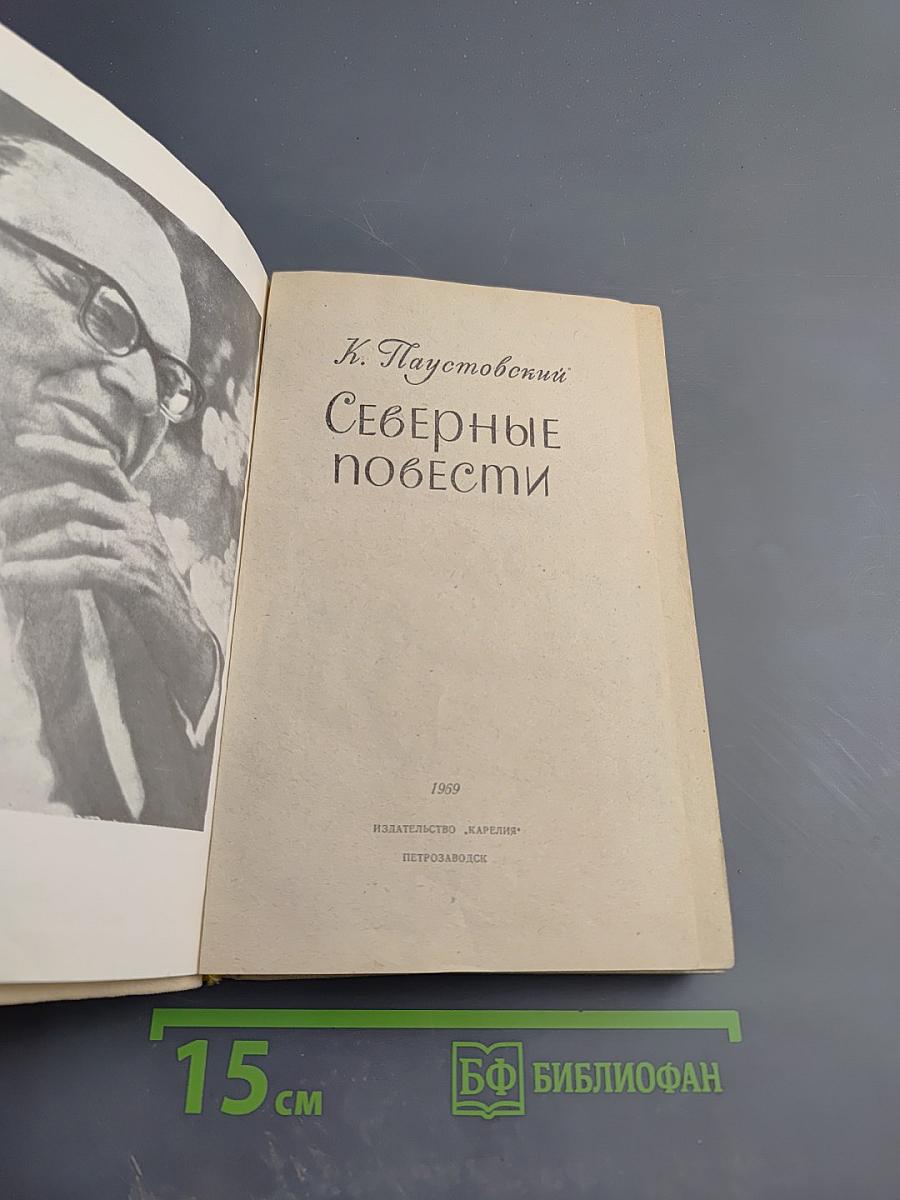 К. Паустовский
Северные
повести
1969
ИЗДАТЕЛЬСТВО „КАРЕЛИЯ"
ПЕТРОЗАВОДСК
15 см
БФ БИБЛИОФАН